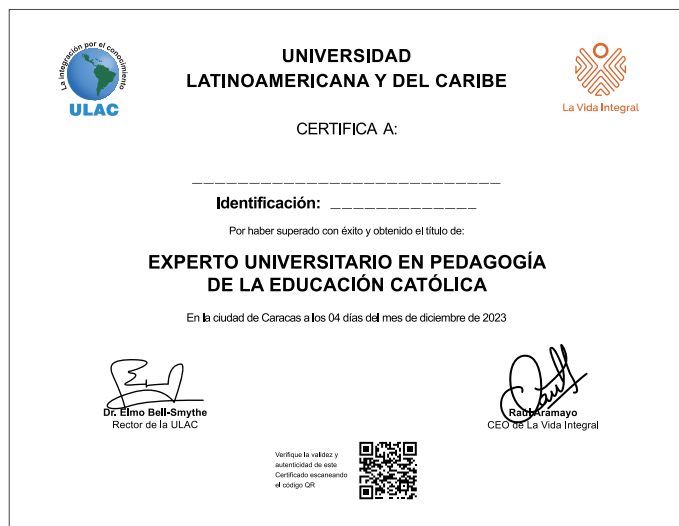 La integración por el conocimiento
ULAC
UNIVERSIDAD
LATINOAMERICANA Y DEL CARIBE
La Vida Integral
CERTIFICA A:
___________________________
Identificación: _____________
Por haber superado con éxito y obtenido el título de:
EXPERTO UNIVERSITARIO EN PEDAGOGÍA
DE LA EDUCACIÓN CATÓLICA
En la ciudad de Caracas a los 04 días del mes de diciembre de 2023
Dr. Elmo Bell-Smythe
Rector de la ULAC
Raúl Aramayo
CEO de La Vida Integral
Verifique la validez y
autenticidad de este
Certificado escaneando
el código QR